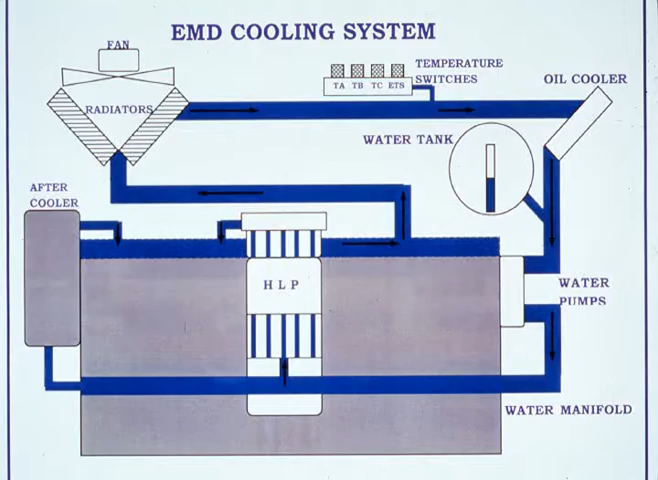 EMD COOLING SYSTEM
FAN
RADIATORS
TA TB TC ETS
TEMPERATURE
SWITCHES
OIL COOLER
WATER TANK
AFTER
COOLER
H L P
WATER
PUMPS
WATER MANIFOLD